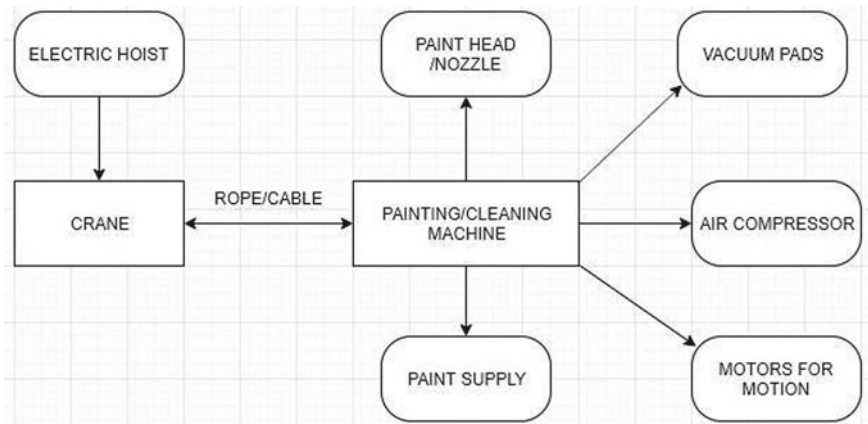 ELECTRIC HOIST
PAINT HEAD
/NOZZLE
VACUUM PADS
CRANE
ROPE/CABLE
PAINTING/CLEANING
MACHINE
AIR COMPRESSOR
PAINT SUPPLY
MOTORS FOR
MOTION